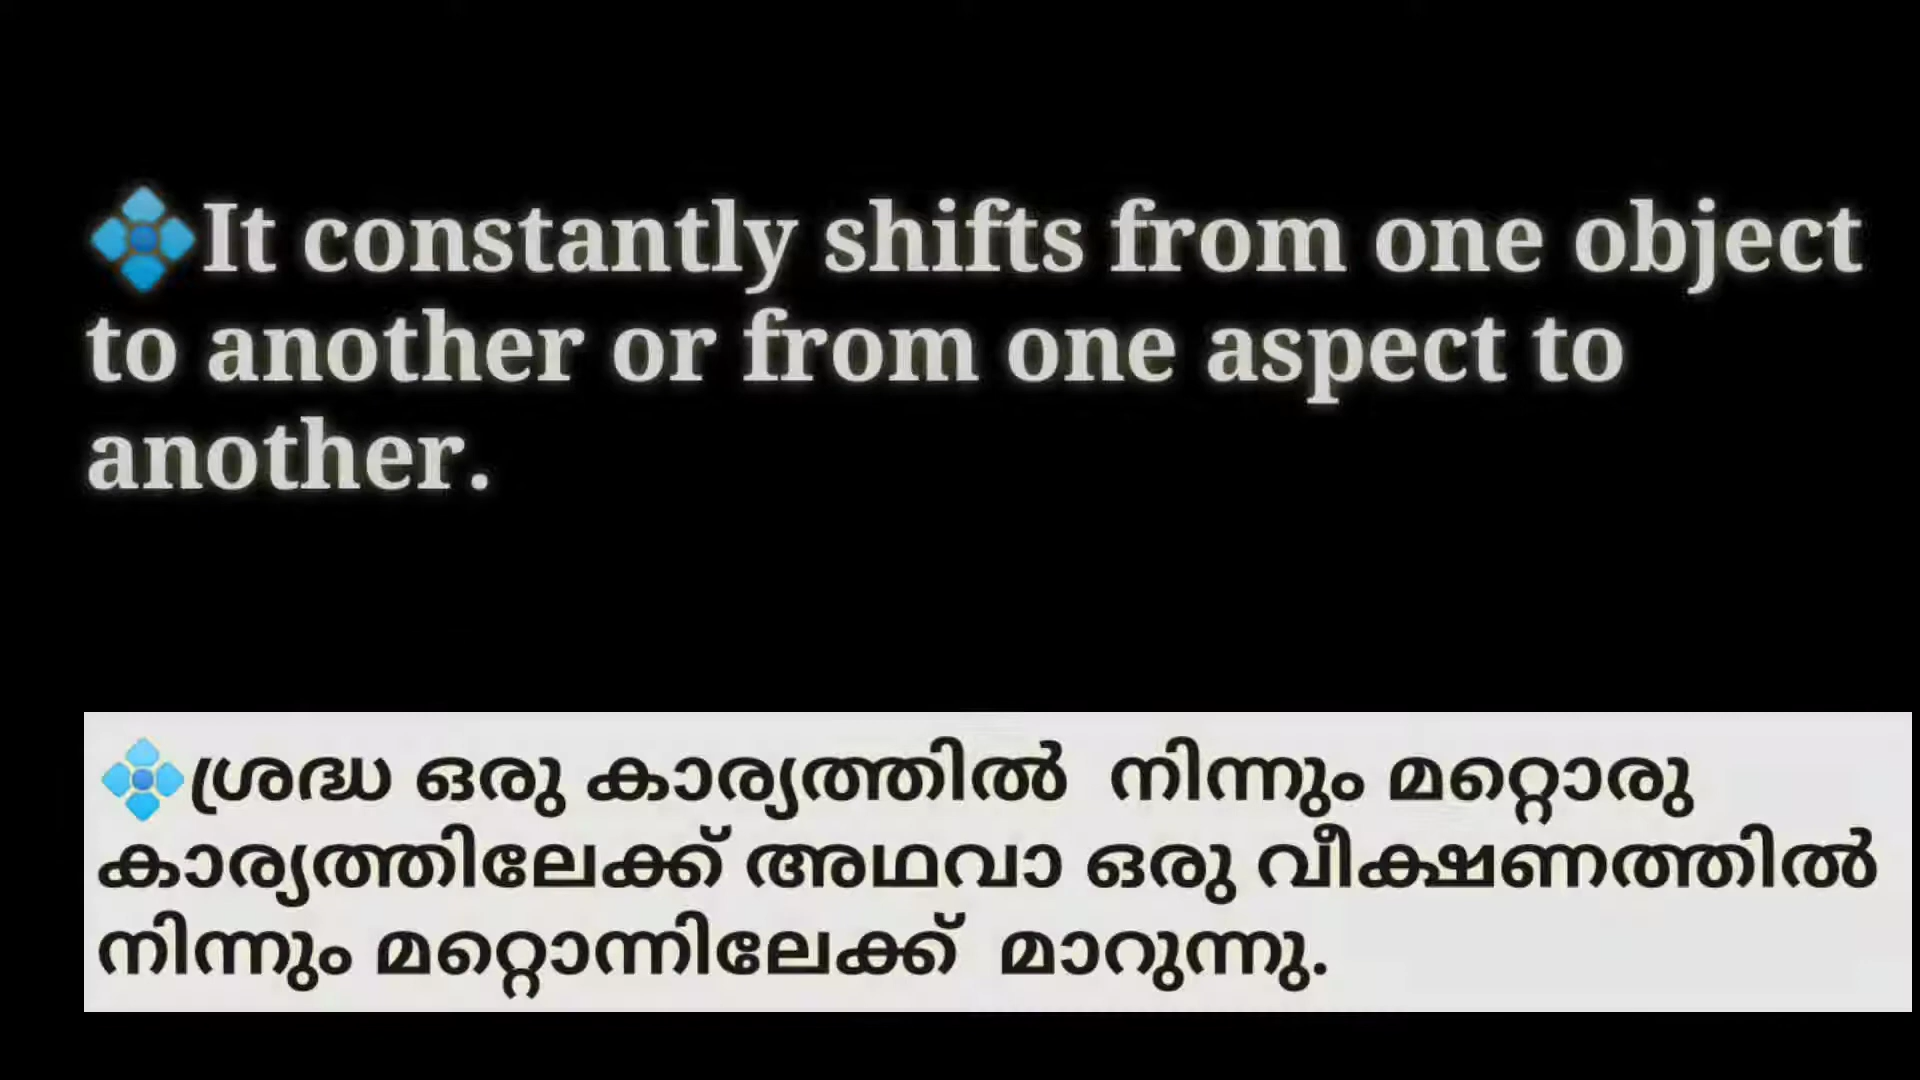 💠It constantly shifts from one object
to another or from one aspect to
another.
💠ശ്രദ്ധ ഒരു കാര്യത്തിൽ നിന്നും മറ്റൊരു
കാര്യത്തിലേക്ക് അഥവാ ഒരു വീക്ഷണത്തിൽ
നിന്നും മറ്റൊന്നിലേക്ക് മാറുന്നു.